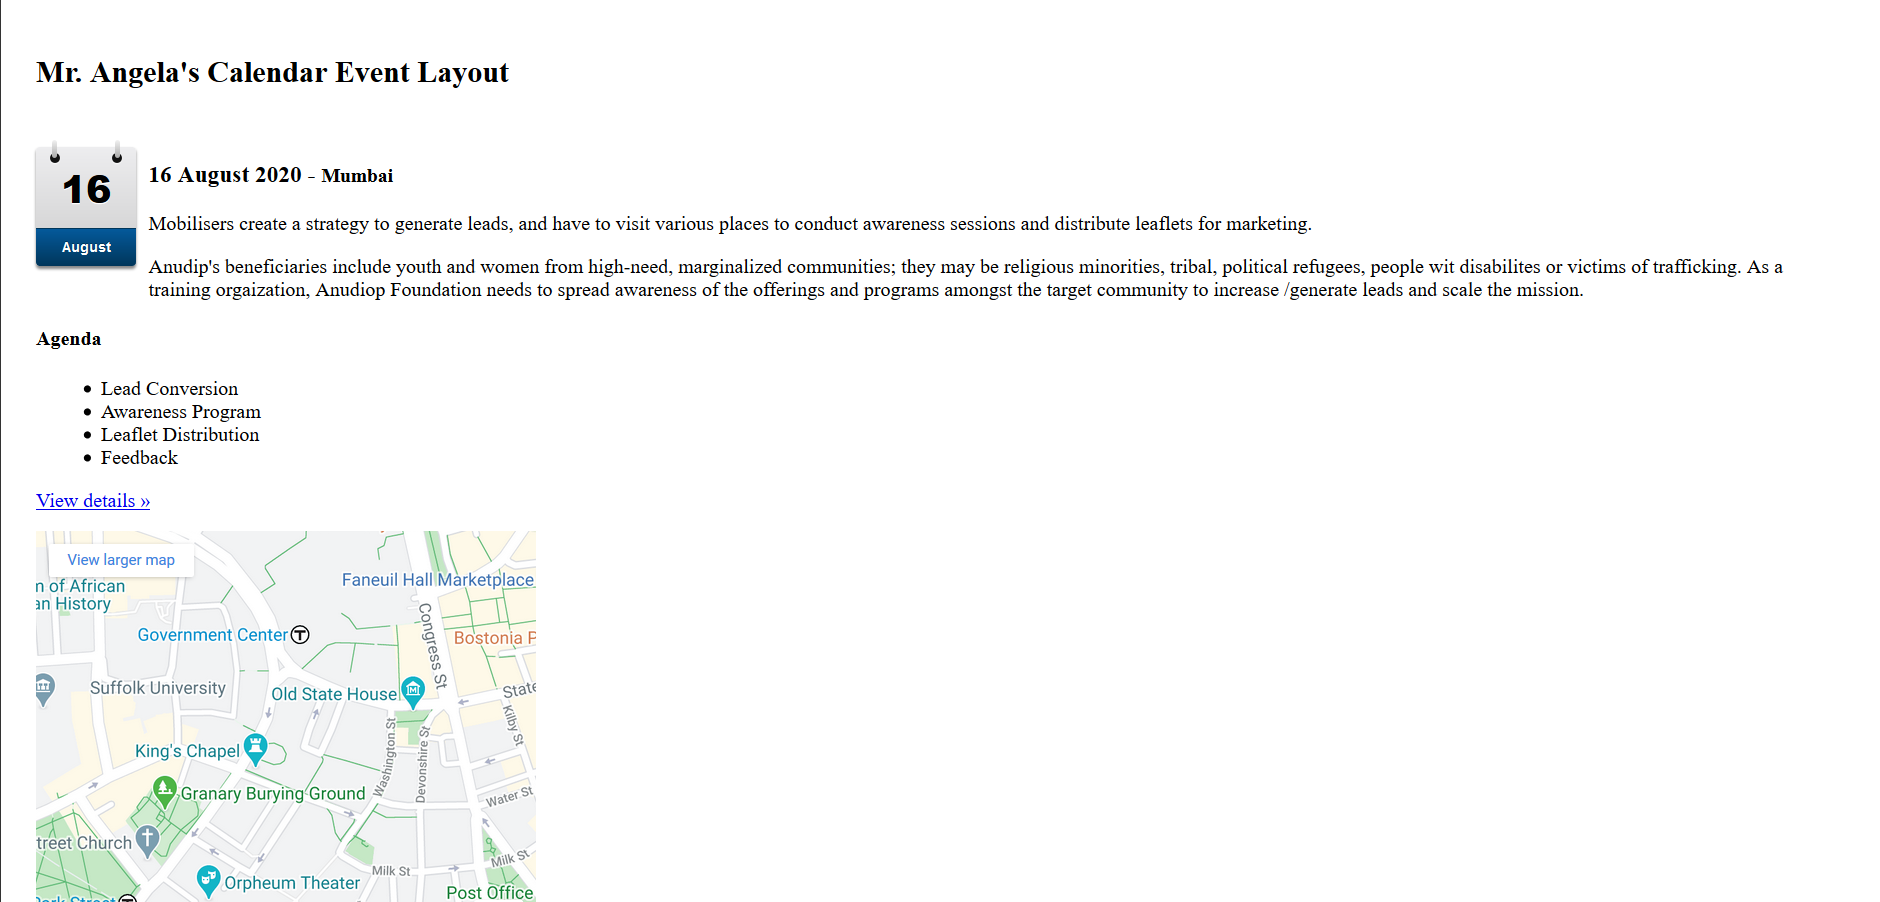 Mr. Angela's Calendar Event Layout
16
August
16 August 2020 - Mumbai
Mobilisers create a strategy to generate leads, and have to visit various places to conduct awareness sessions and distribute leaflets for marketing.
Anudip's beneficiaries include youth and women from high-need, marginalized communities; they may be religious minorities, tribal, political refugees, people wit disabilites or victims of trafficking. As a
training orgaization, Anudiop Foundation needs to spread awareness of the offerings and programs amongst the target community to increase /generate leads and scale the mission.
Agenda
Lead Conversion
Awareness Program
Leaflet Distribution
Feedback
View details »
View larger map
of African
an History
Faneuil Hall Marketplace
Congress St
Government Center
Bostonia P
Suffolk University
Old State House
State
Kilby St
King's Chapel
Washington St
Devonshire St
Granary Burying Ground
Water St
treet Church
Milk St
Milk St
Orpheum Theater
Post Office